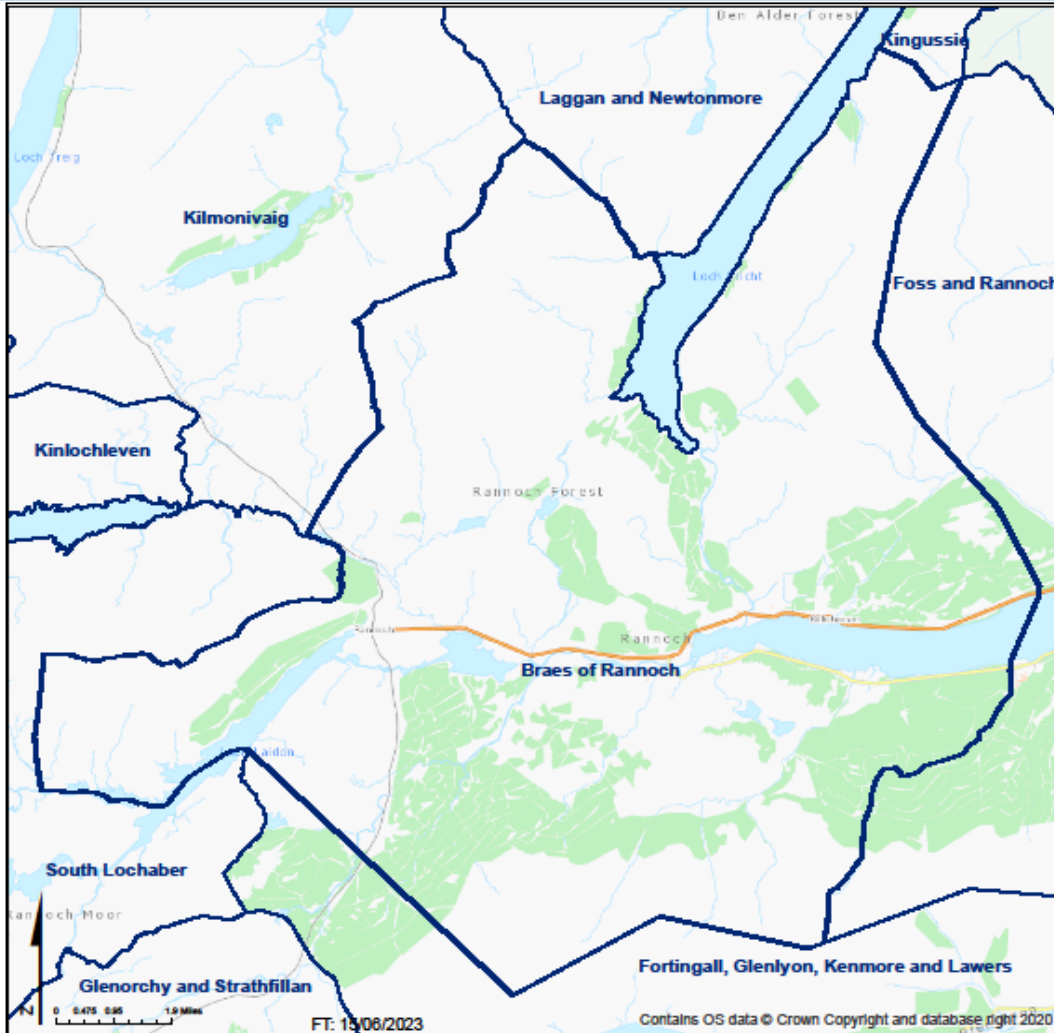 Ben Alder Forest
Kingussie
Laggan and Newtonmore
Loch Treig
Kilmonivaig
Loch Ericht
Foss and Rannoch
Kinlochleven
Rannoch Forest
Rannoch
Rannoch
Braes of Rannoch
Laidon
South Lochaber
Rannoch Moor
Glenorchy and Strathfillan
Fortingall, Glenlyon, Kenmore and Lawers
N
0 0.475 0.95 1.9 Miles
FT: 15/06/2023
Contains OS data © Crown Copyright and database right 2020